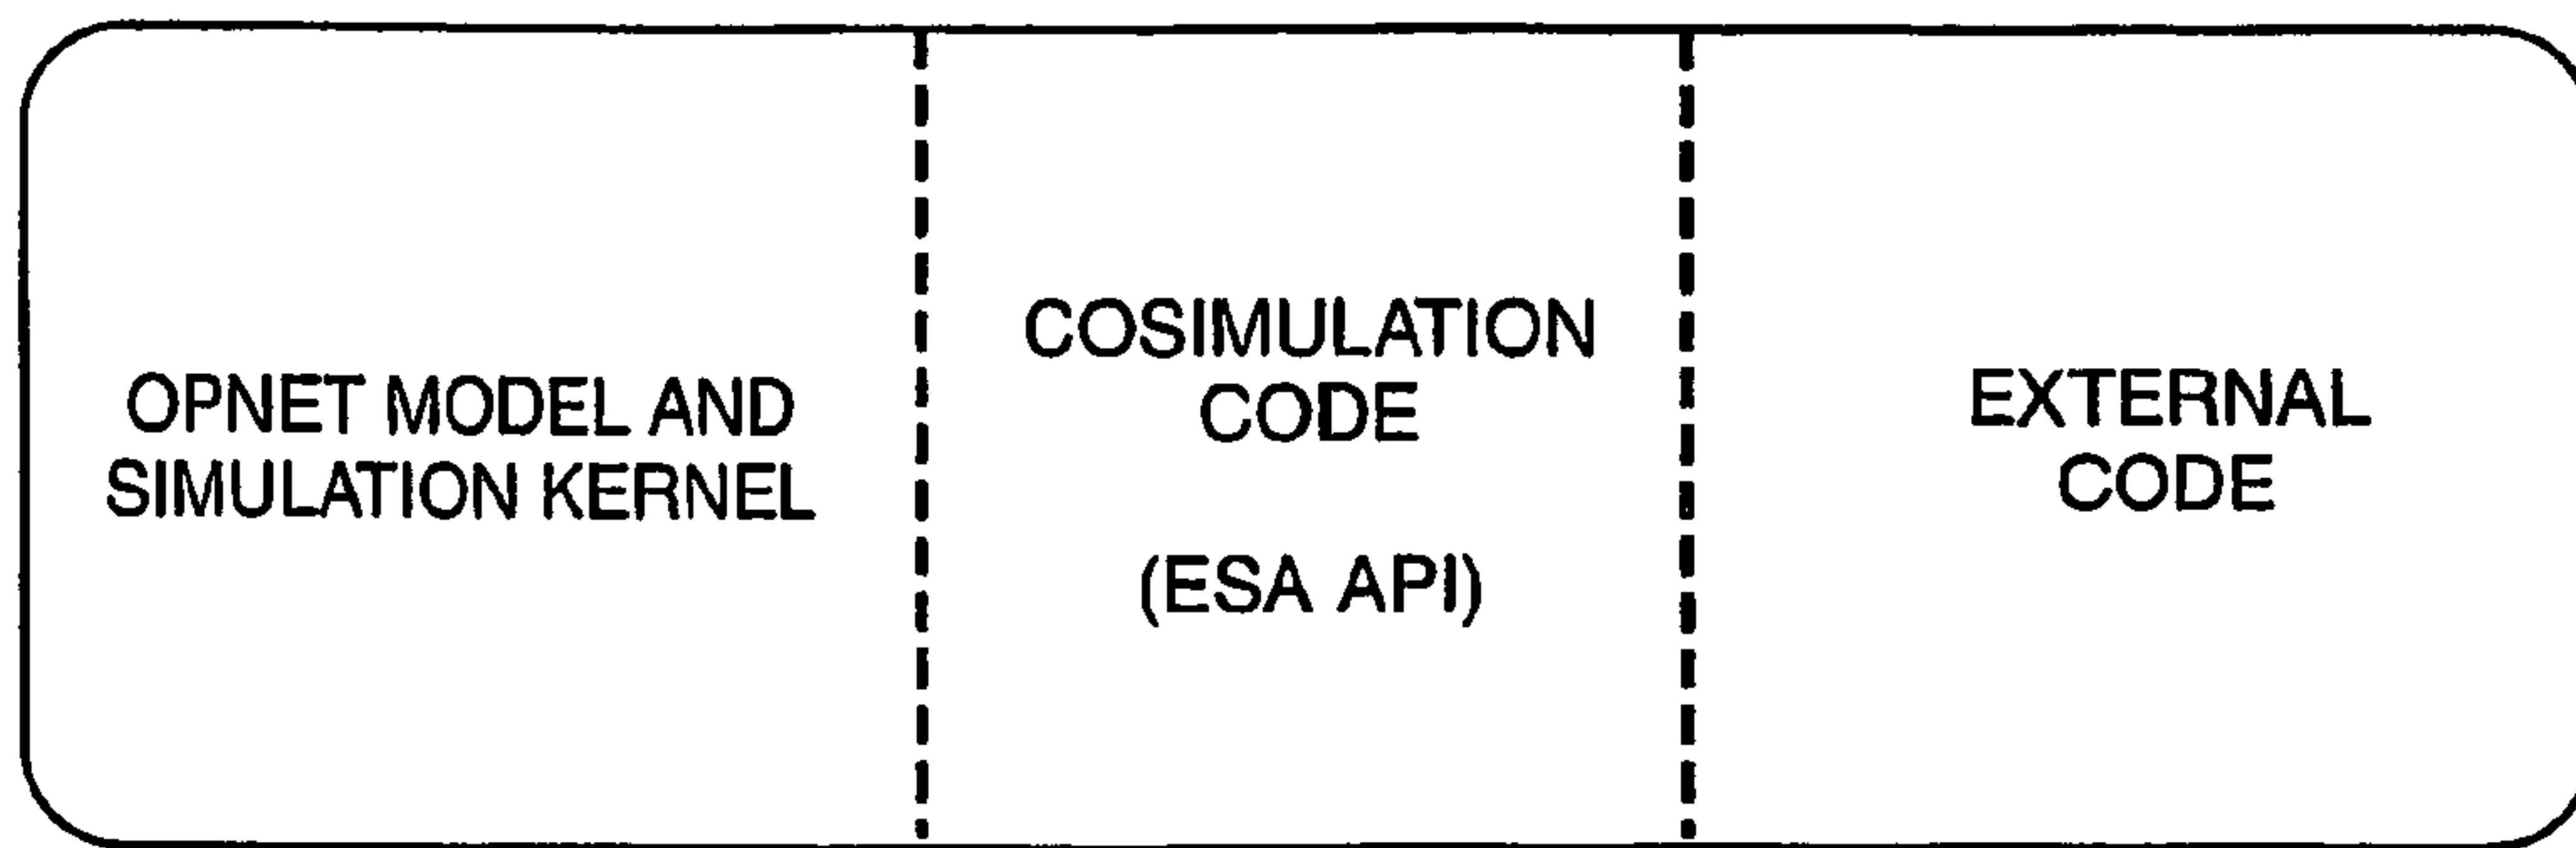 OPNET MODEL AND
SIMULATION KERNEL
COSIMULATION
CODE
(ESA API)
EXTERNAL
CODE